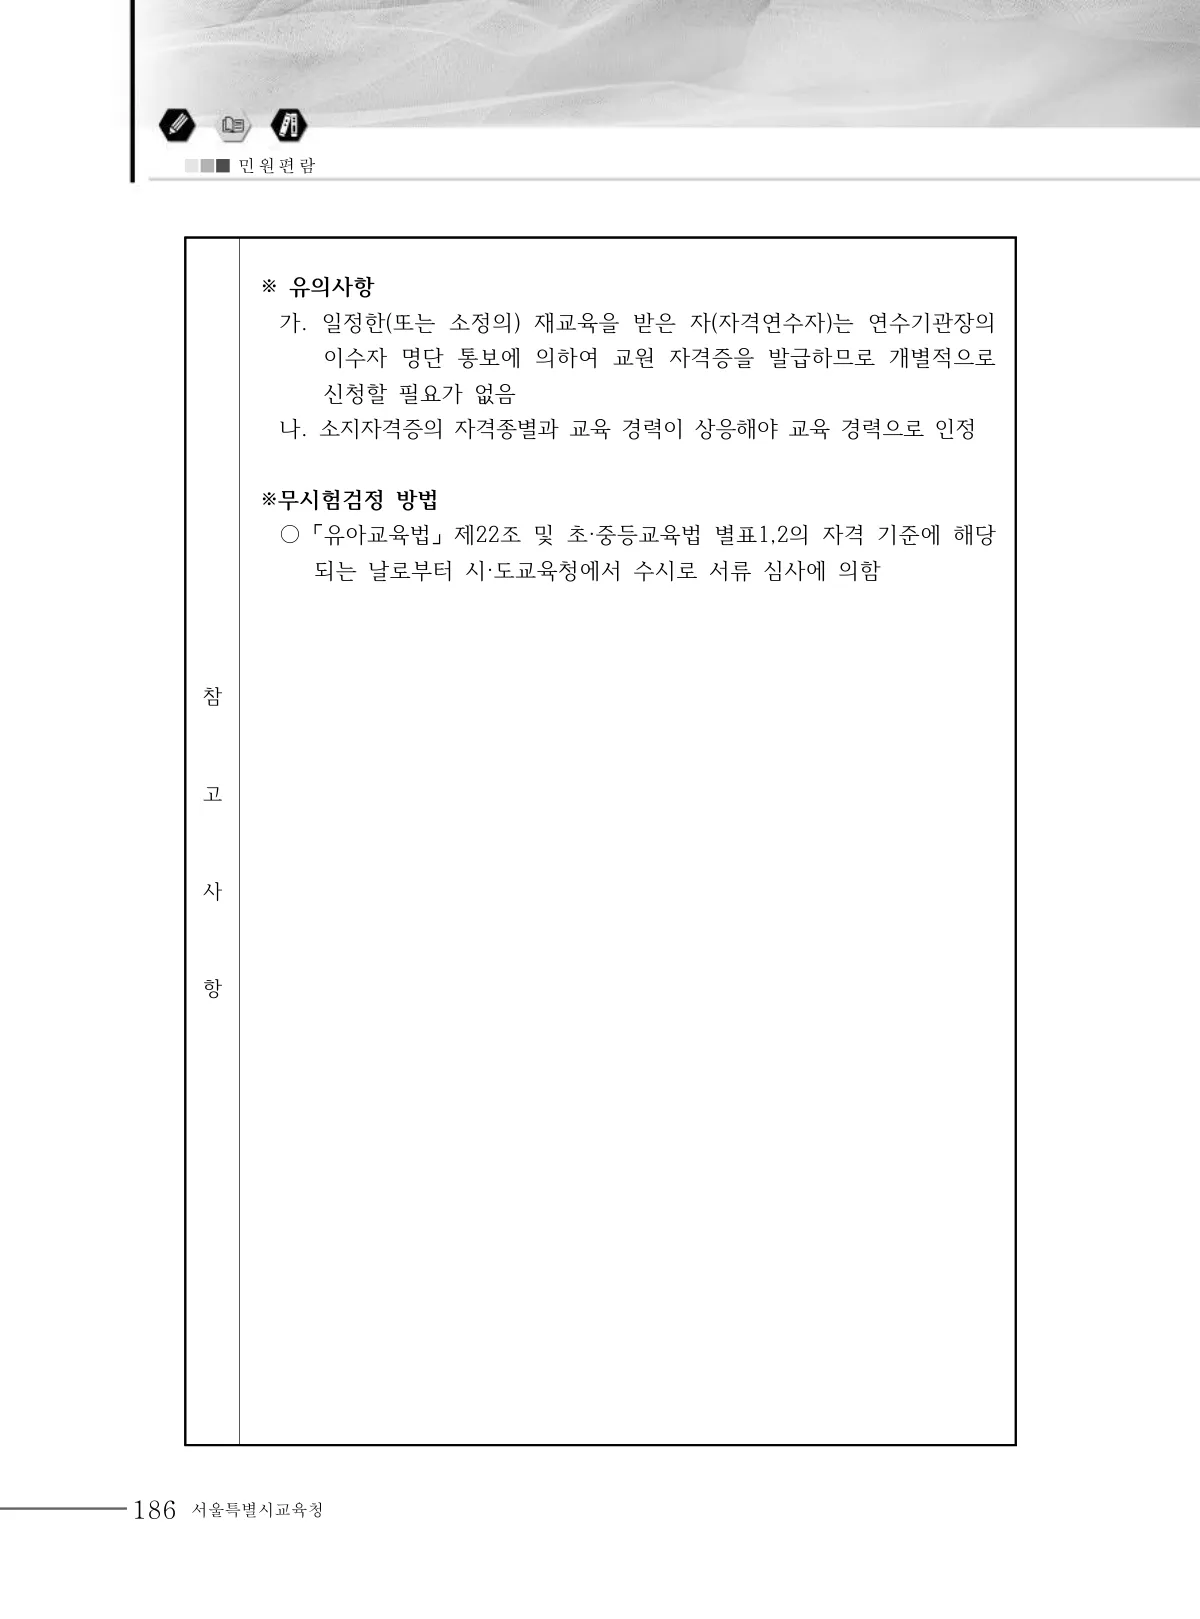 민원편람
※ 유의사항
가. 일정한(또는 소정의) 재교육을 받은 자(자격연수자)는 연수기관장의
이수자 명단 통보에 의하여 교원 자격증을 발급하므로 개별적으로
신청할 필요가 없음
나. 소지자격증의 자격종별과 교육 경력이 상응해야 교육 경력으로 인정
※무시험검정 방법
○「유아교육법」제22조 및 초·중등교육법 별표1,2의 자격 기준에 해당
되는 날로부터 시·도교육청에서 수시로 서류 심사에 의함
참
고
사
항
186 서울특별시교육청